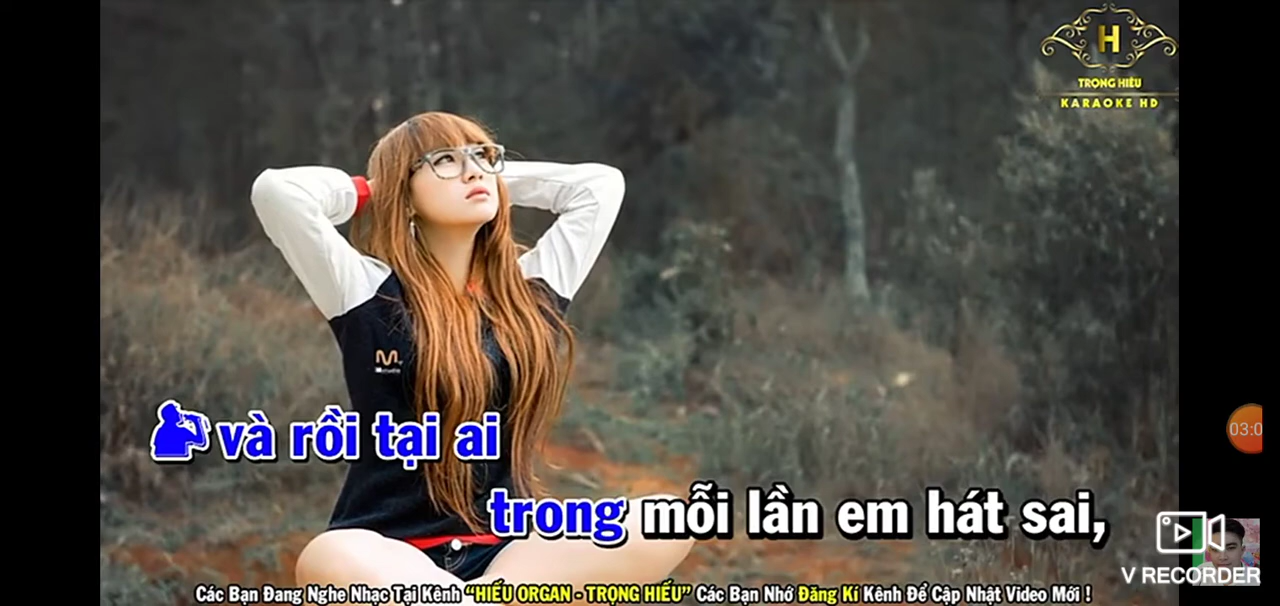 H
TRỌNG HIẾU
KARAOKE HD
M
và rồi tại ai
trong mỗi lần em hát sai,
03:0
V RECORDER
Các Bạn Đang Nghe Nhạc Tại Kênh “HIẾU ORGAN - TRỌNG HIẾU” Các Bạn Nhớ Đăng Kí Kênh Để Cập Nhật Video Mới !